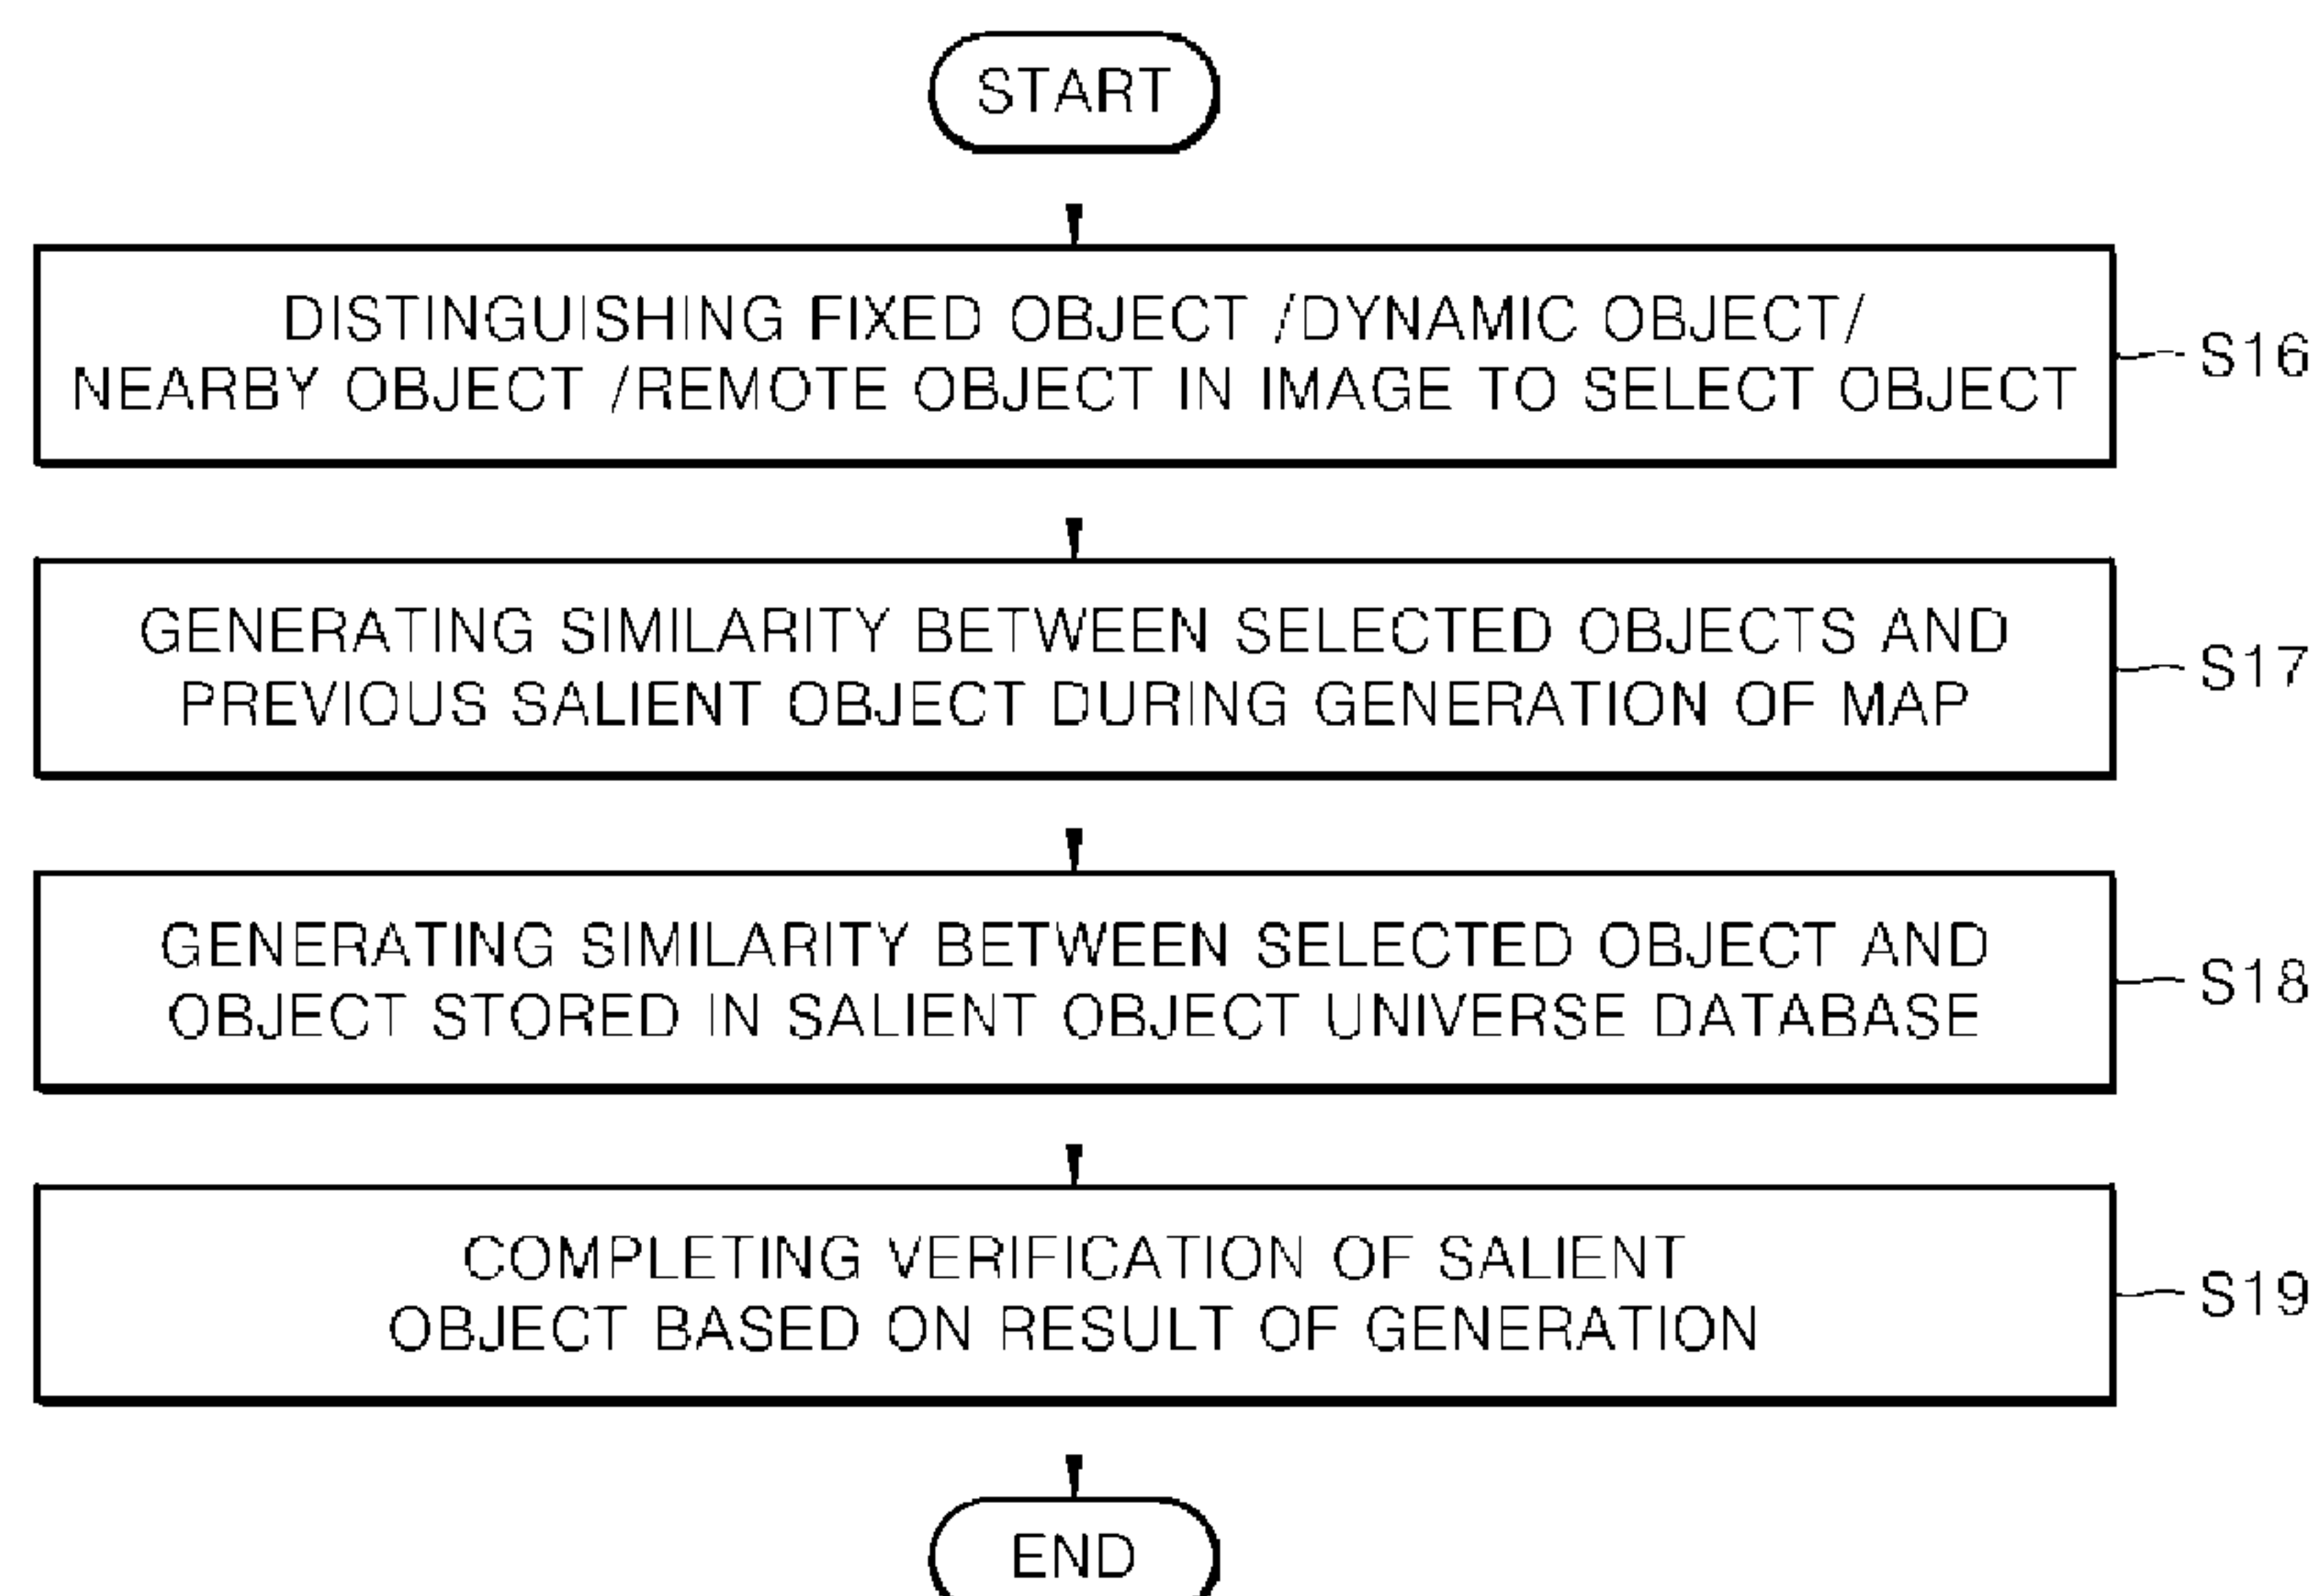 START
DISTINGUISHING FIXED OBJECT /DYNAMIC OBJECT/
NEARBY OBJECT /REMOTE OBJECT IN IMAGE TO SELECT OBJECT
S16
GENERATING SIMILARITY BETWEEN SELECTED OBJECTS AND
PREVIOUS SALIENT OBJECT DURING GENERATION OF MAP
S17
GENERATING SIMILARITY BETWEEN SELECTED OBJECT AND
OBJECT STORED IN SALIENT OBJECT UNIVERSE DATABASE
S18
COMPLETING VERIFICATION OF SALIENT
OBJECT BASED ON RESULT OF GENERATION
S19
END